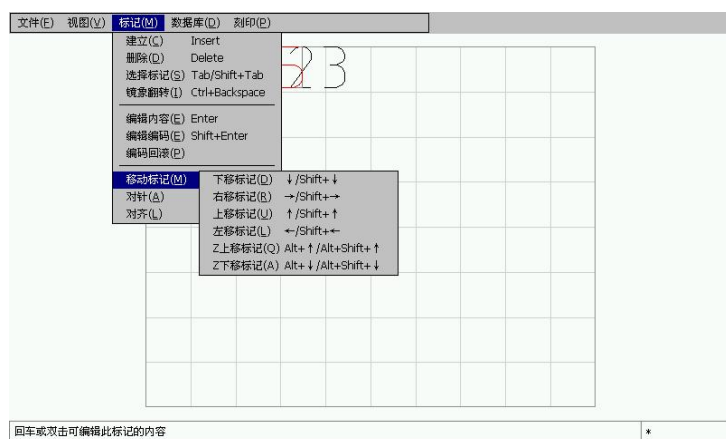 文件(F) 视图(V) 标记(M) 数据库(D) 刻印(P)
建立(C) Insert
删除(D) Delete
选择标记(S) Tab/Shift+Tab
镜象翻转(I) Ctrl+Backspace
编辑内容(E) Enter
编辑编码(E) Shift+Enter
编码回滚(P)
移动标记(M)
对针(A)
对齐(L)
下移标记(D) ↓/Shift+↓
右移标记(R) →/Shift+→
上移标记(U) ↑/Shift+↑
左移标记(L) ←/Shift+←
Z上移标记(Q) Alt+↑/Alt+Shift+↑
Z下移标记(A) Alt+↓/Alt+Shift+↓
23
回车或双击可编辑此标记的内容
*